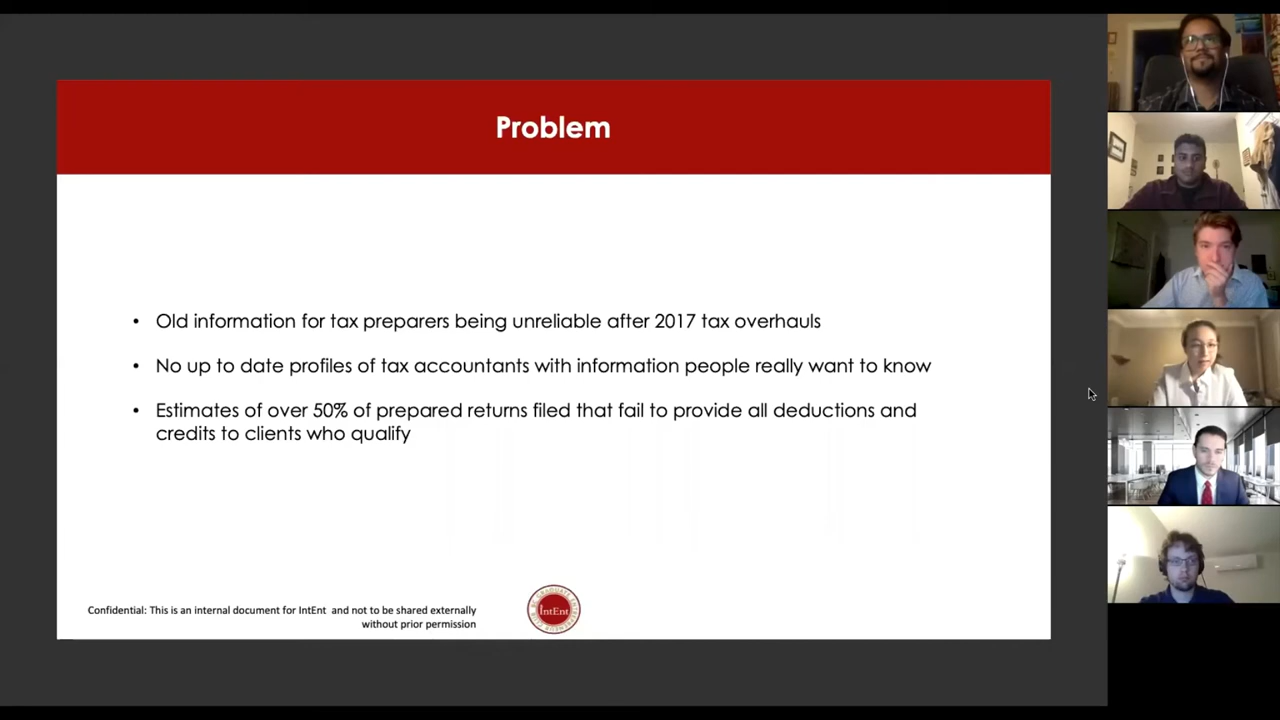 Problem
• Old information for tax preparers being unreliable after 2017 tax overhauls
• No up to date profiles of tax accountants with information people really want to know
• Estimates of over 50% of prepared returns filed that fail to provide all deductions and
credits to clients who qualify
Confidential: This is an internal document for IntEnt and not to be shared externally
without prior permission
IntEnt